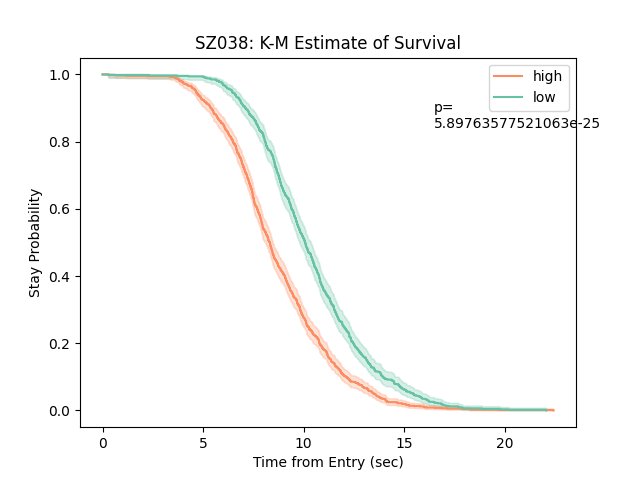 SZ038: K-M Estimate of Survival
high
low
p=
5.89763577521063e-25
Stay Probability
1.0
0.8
0.6
0.4
0.2
0.0
0 5 10 15 20
Time from Entry (sec)